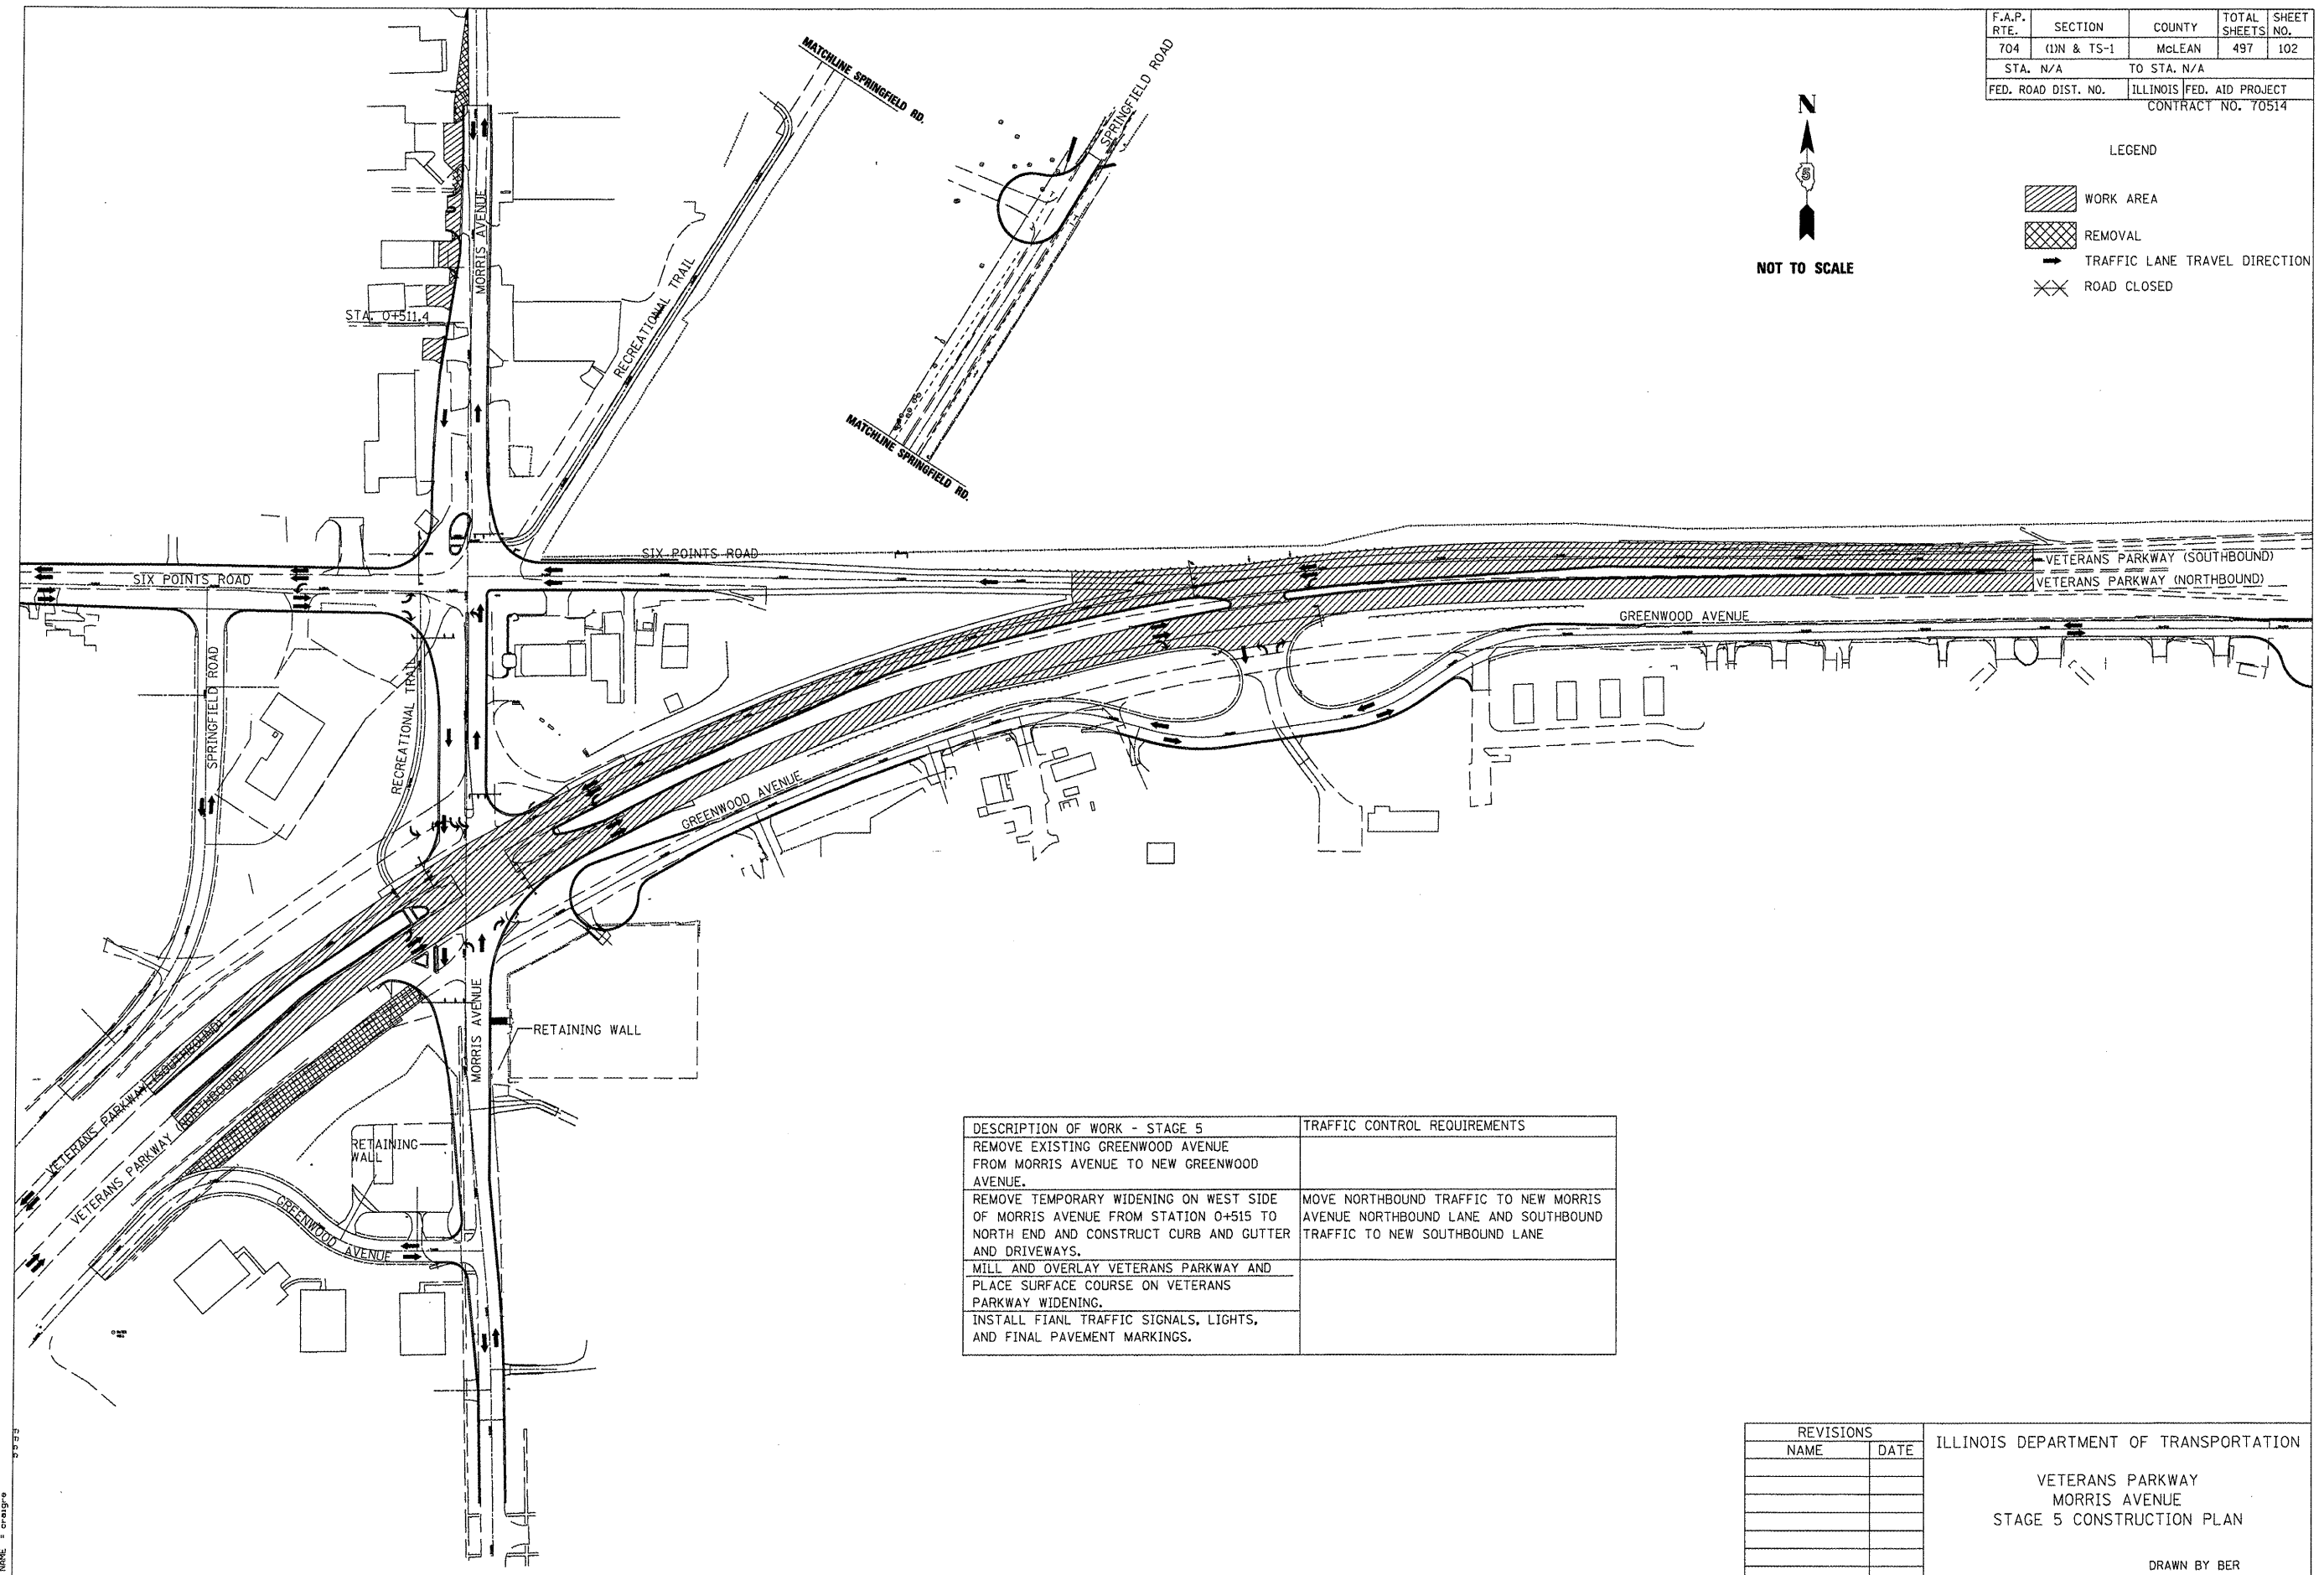 F.A.P. RTE. SECTION COUNTY TOTAL SHEETS SHEET NO.
704 (1)N & TS-1 McLEAN 497 102
STA. N/A TO STA. N/A
FED. ROAD DIST. NO. ILLINOIS FED. AID PROJECT
CONTRACT NO. 70514
N
5
NOT TO SCALE
LEGEND
WORK AREA
REMOVAL
TRAFFIC LANE TRAVEL DIRECTION
ROAD CLOSED
MATCHLINE SPRINGFIELD RD.
SPRINGFIELD ROAD
MATCHLINE SPRINGFIELD RD.
MORRIS AVENUE
RECREATIONAL TRAIL
STA. 0+511.4
SIX POINTS ROAD
SIX POINTS ROAD
VETERANS PARKWAY (SOUTHBOUND)
VETERANS PARKWAY (NORTHBOUND)
GREENWOOD AVENUE
SPRINGFIELD ROAD
RECREATIONAL TRAIL
GREENWOOD AVENUE
MORRIS AVENUE
RETAINING WALL
VETERANS PARKWAY (SOUTHBOUND)
VETERANS PARKWAY (NORTHBOUND)
RETAINING
WALL
GREENWOOD AVENUE
DESCRIPTION OF WORK - STAGE 5
TRAFFIC CONTROL REQUIREMENTS
REMOVE EXISTING GREENWOOD AVENUE
FROM MORRIS AVENUE TO NEW GREENWOOD
AVENUE.
REMOVE TEMPORARY WIDENING ON WEST SIDE
OF MORRIS AVENUE FROM STATION 0+515 TO
NORTH END AND CONSTRUCT CURB AND GUTTER
AND DRIVEWAYS.
MOVE NORTHBOUND TRAFFIC TO NEW MORRIS
AVENUE NORTHBOUND LANE AND SOUTHBOUND
TRAFFIC TO NEW SOUTHBOUND LANE
MILL AND OVERLAY VETERANS PARKWAY AND
PLACE SURFACE COURSE ON VETERANS
PARKWAY WIDENING.
INSTALL FIANL TRAFFIC SIGNALS, LIGHTS,
AND FINAL PAVEMENT MARKINGS.
REVISIONS
NAME DATE
ILLINOIS DEPARTMENT OF TRANSPORTATION
VETERANS PARKWAY
MORRIS AVENUE
STAGE 5 CONSTRUCTION PLAN
DRAWN BY BER
NAME = craigre